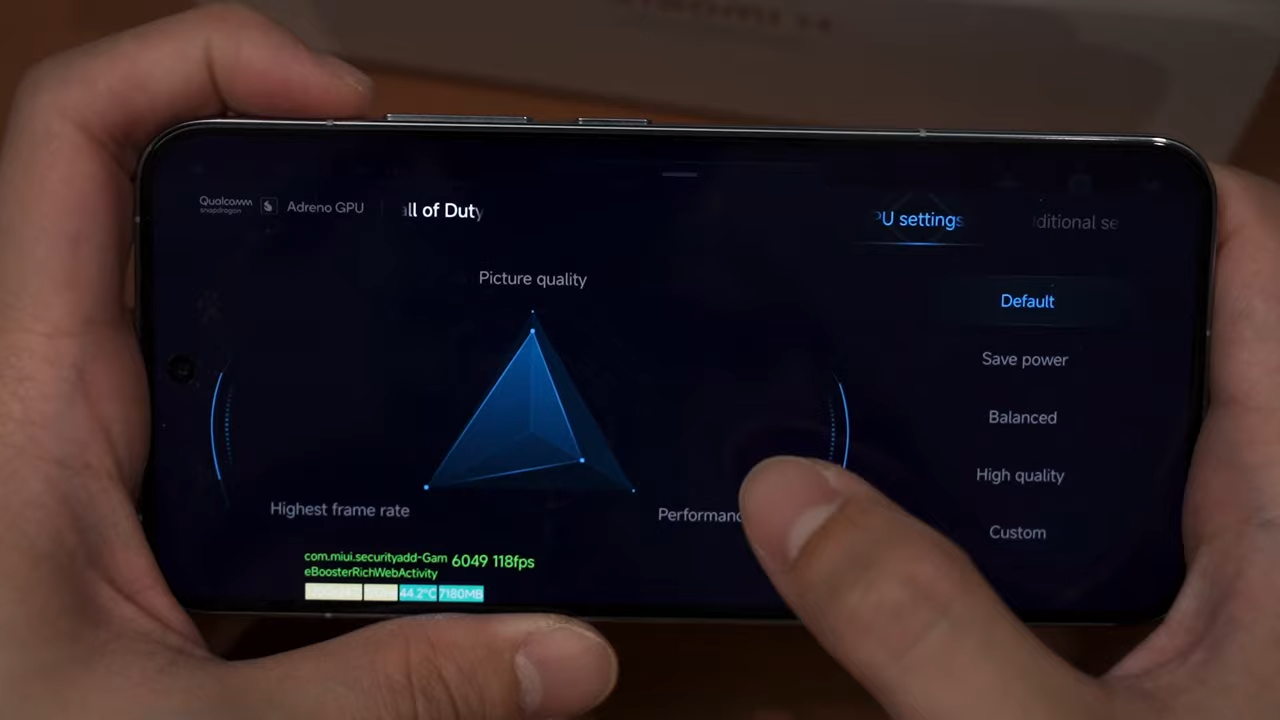 Qualcomm
snapdragon
Adreno GPU
all of Duty
PU settings
ditional se
Picture quality
Default
Save power
Balanced
High quality
Custom
Highest frame rate
Performanc
com.miui.securityadd-Gam 6049 118fps
eBoosterRichWebActivity
44.2°C 7180MB